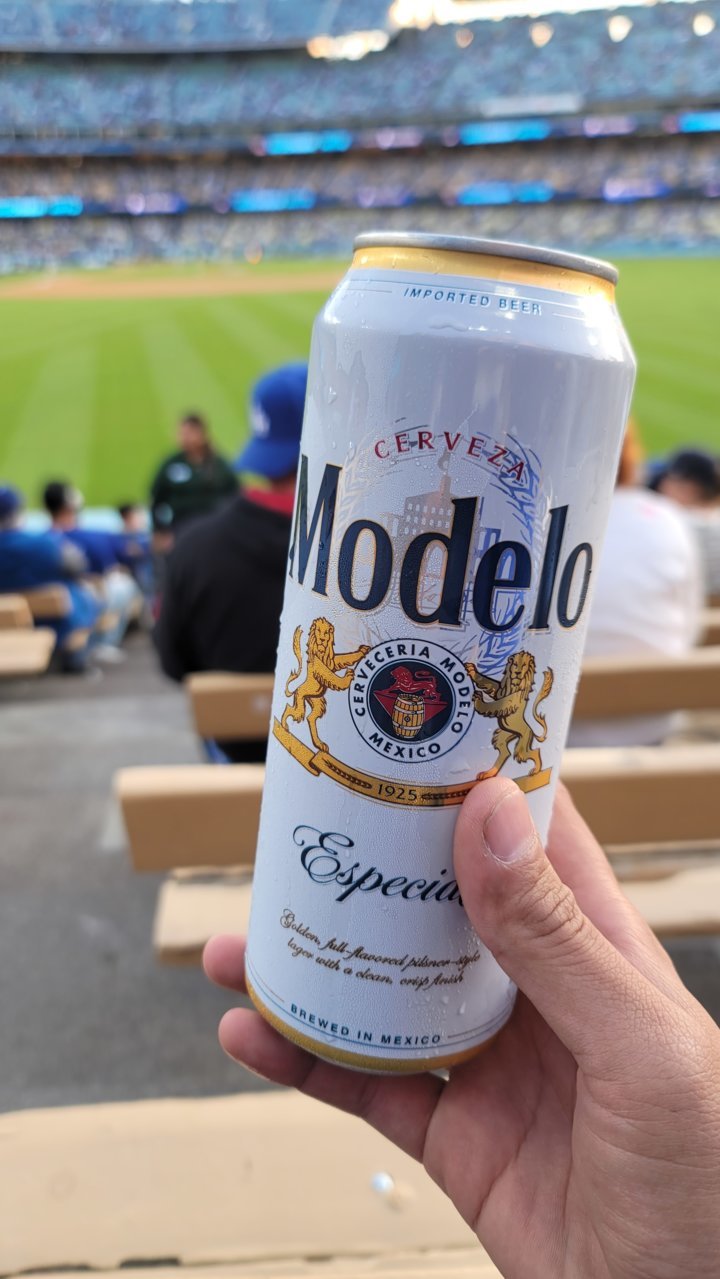 IMPORTED BEER
CERVEZA
Modelo
CERVECERIA MODELO
MEXICO
1925
Especial
Golden, full-flavored pilsner-style
lager with a clean, crisp finish
BREWED IN MEXICO